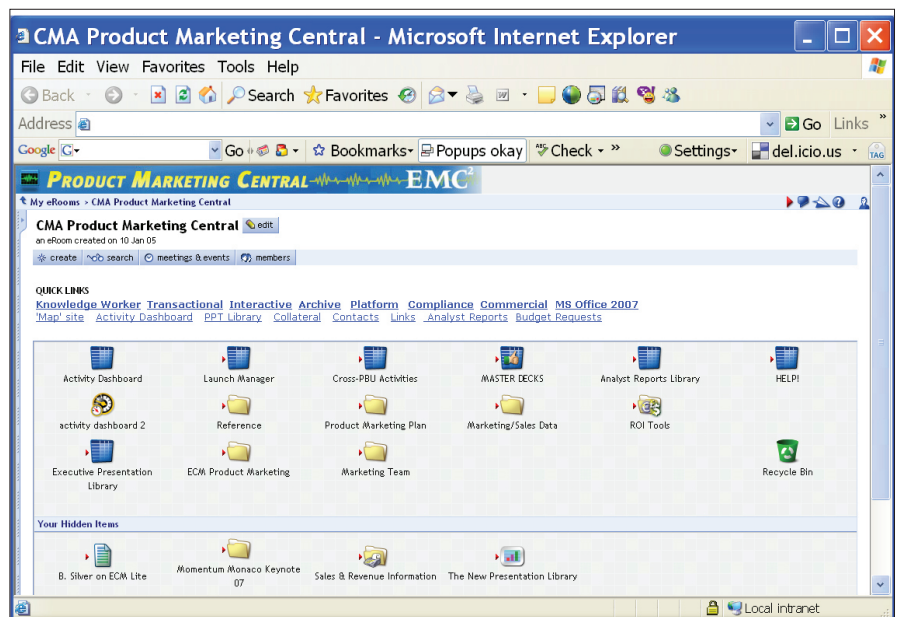 CMA Product Marketing Central - Microsoft Internet Explorer
File Edit View Favorites Tools Help
Back Search Favorites
Address Go Links »
Google G Go Bookmarks Popups okay ABC Check » Settings del.icio.us TAG
PRODUCT MARKETING CENTRAL EMC²
My eRooms > CMA Product Marketing Central
CMA Product Marketing Central edit
an eRoom created on 10 Jan 05
create search meetings & events members
QUICK LINKS
Knowledge Worker Transactional Interactive Archive Platform Compliance Commercial MS Office 2007
'Map' site Activity Dashboard PPT Library Collateral Contacts Links Analyst Reports Budget Requests
Activity Dashboard Launch Manager Cross-PBU Activities MASTER DECKS Analyst Reports Library HELP!
activity dashboard 2 Reference Product Marketing Plan Marketing/Sales Data ROI Tools
Executive Presentation Library ECM Product Marketing Marketing Team Recycle Bin
Your Hidden Items
B. Silver on ECM Lite Momentum Monaco Keynote 07 Sales & Revenue Information The New Presentation Library
Local intranet